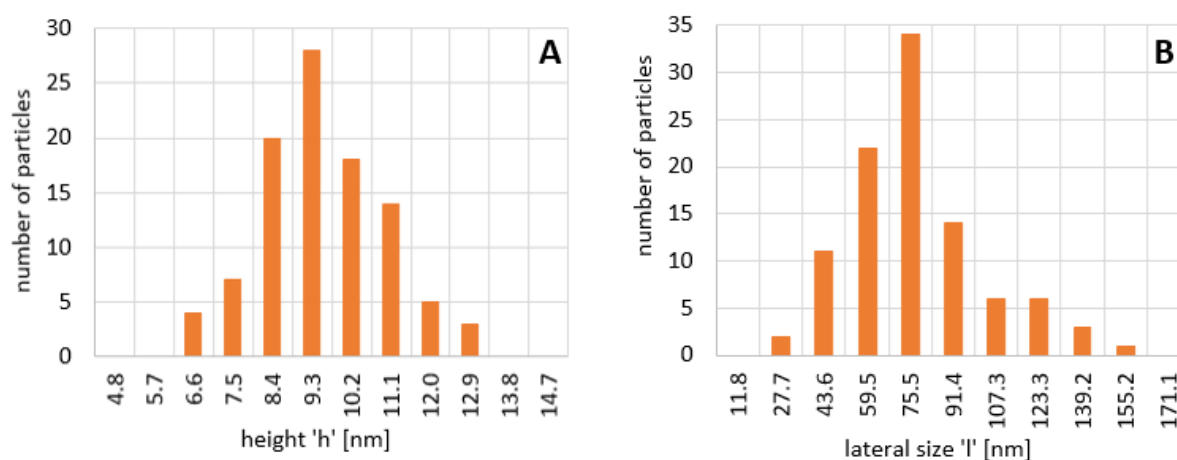 A
number of particles
30
25
20
15
10
5
0
4.8 5.7 6.6 7.5 8.4 9.3 10.2 11.1 12.0 12.9 13.8 14.7
height 'h' [nm]
B
number of particles
35
30
25
20
15
10
5
0
11.8 27.7 43.6 59.5 75.5 91.4 107.3 123.3 139.2 155.2 171.1
lateral size 'l' [nm]